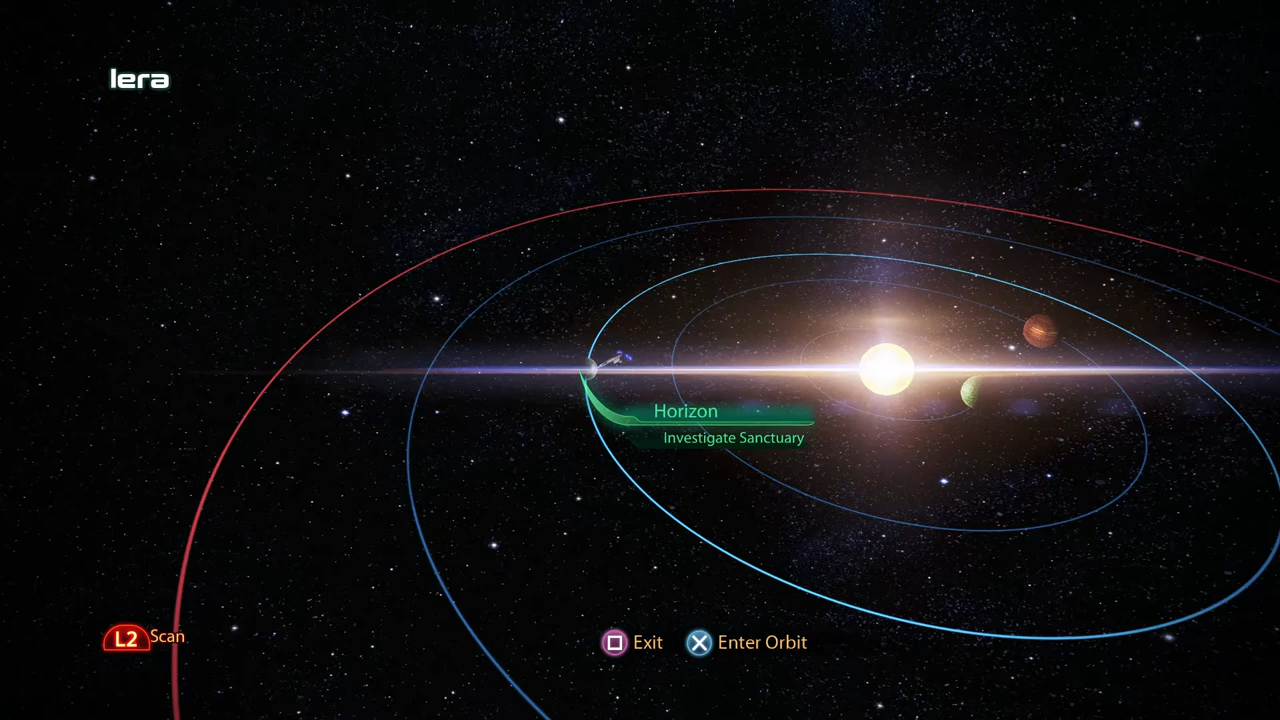 Iera
Horizon
Investigate Sanctuary
L2 Scan
Exit
Enter Orbit